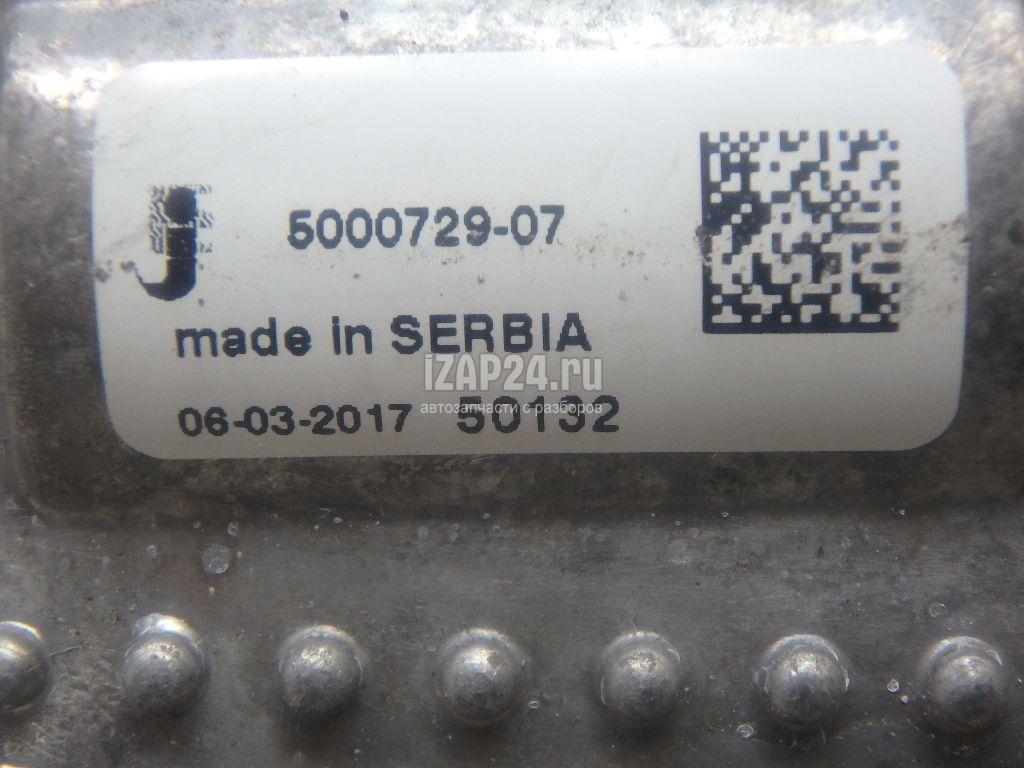 j
5000729-07
made in SERBIA
iZAP24.ru
автозапчасти с разборов
06-03-2017 50132